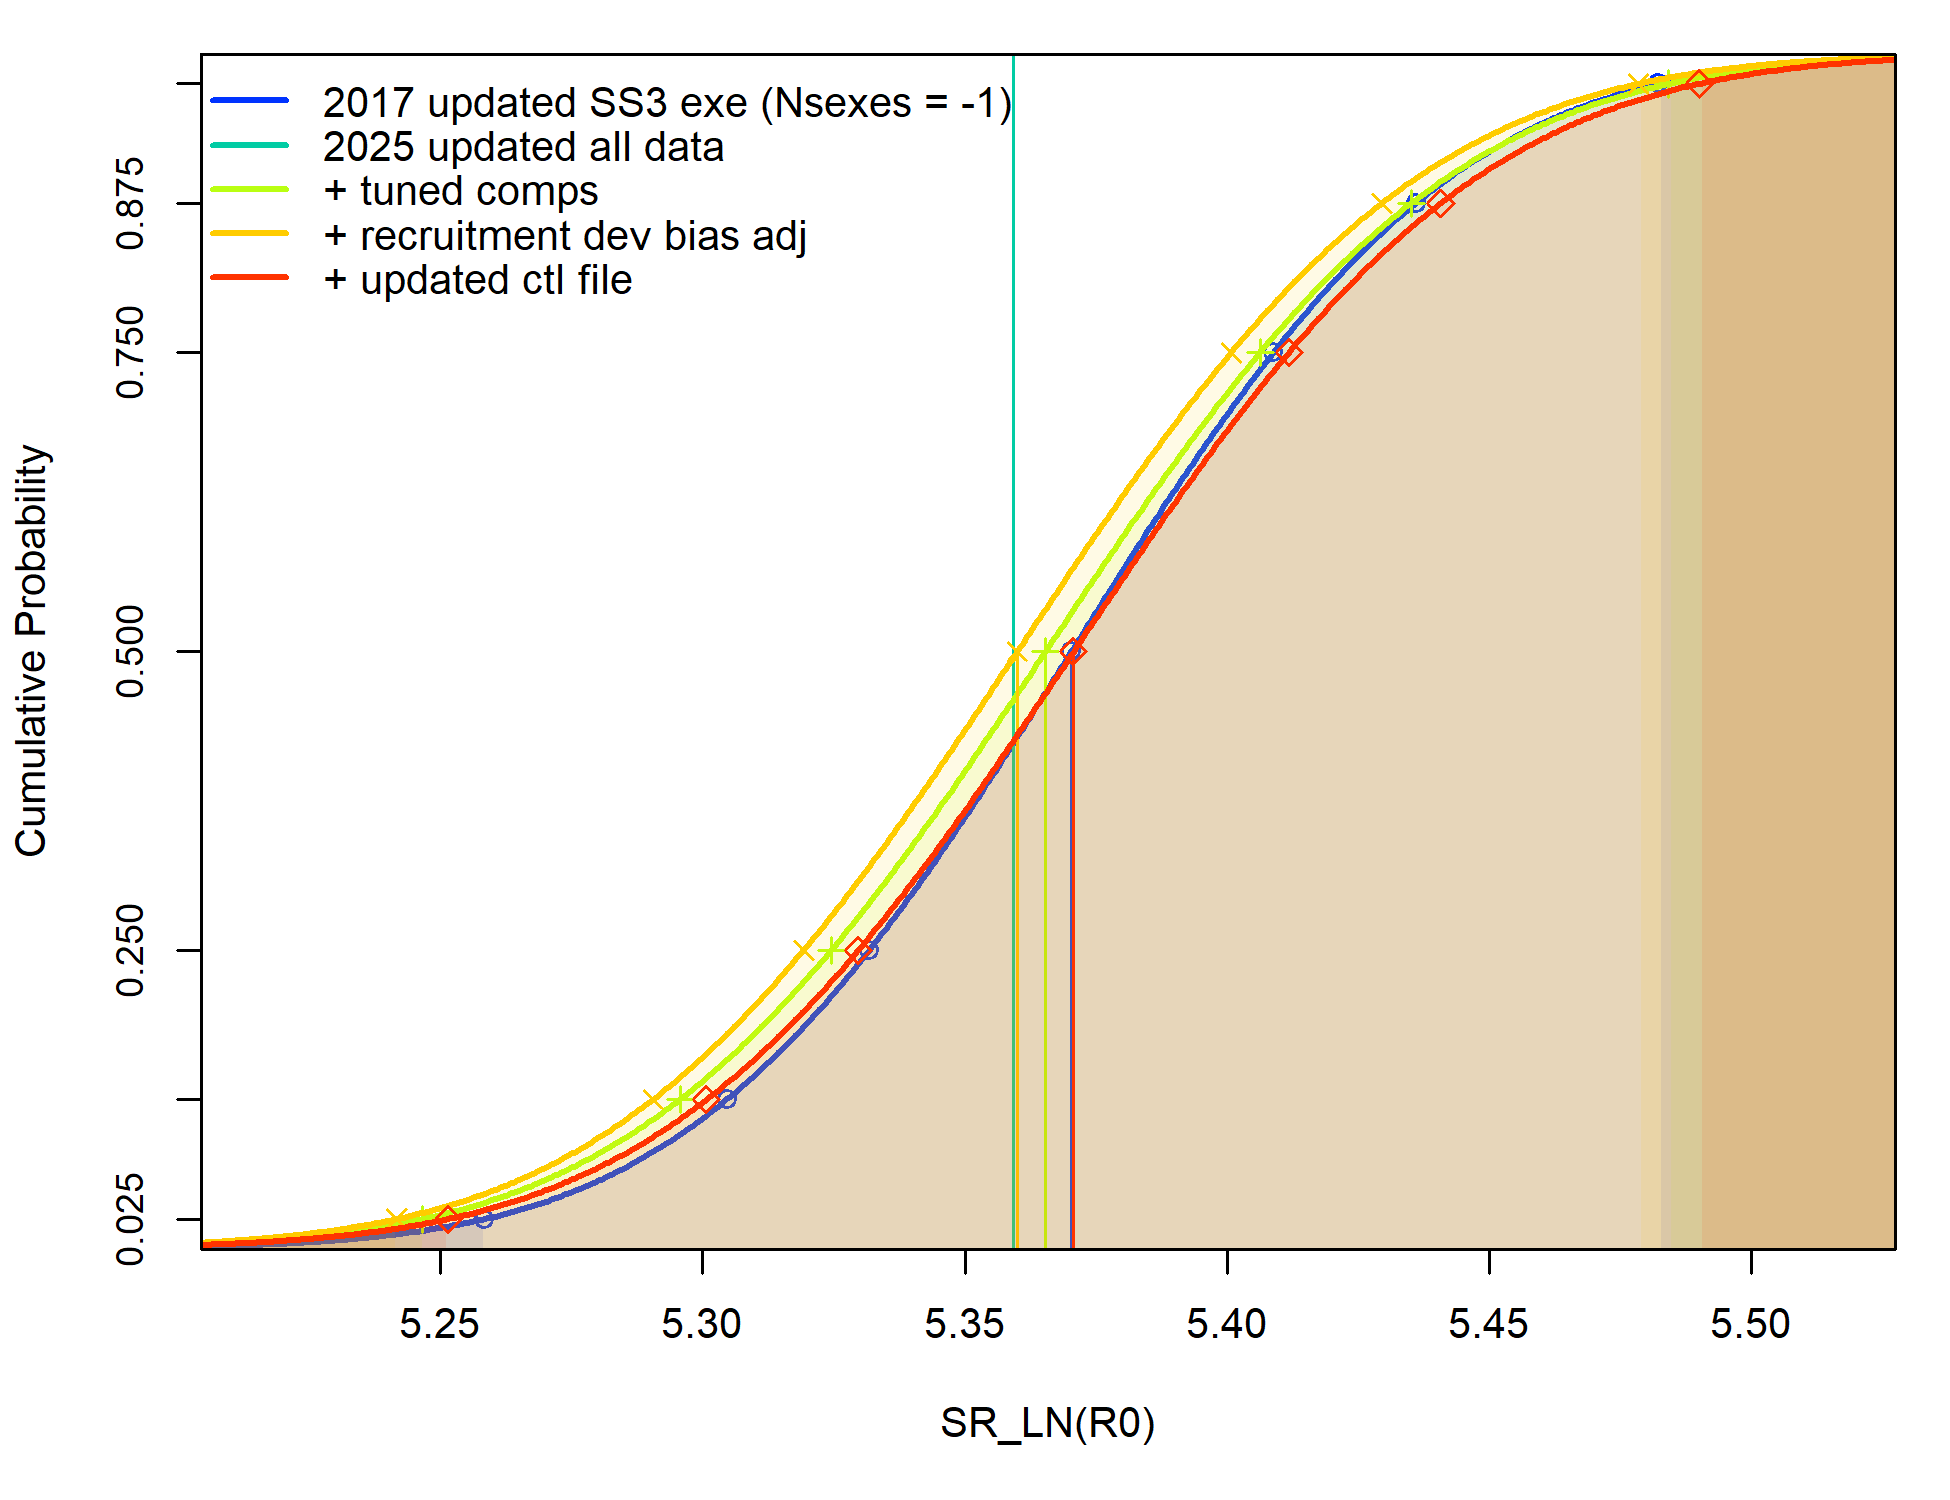 2017 updated SS3 exe (Nsexes = -1)
2025 updated all data
+ tuned comps
+ recruitment dev bias adj
+ updated ctl file
Cumulative Probability
0.875
0.750
0.500
0.250
0.025
5.25 5.30 5.35 5.40 5.45 5.50
SR_LN(R0)